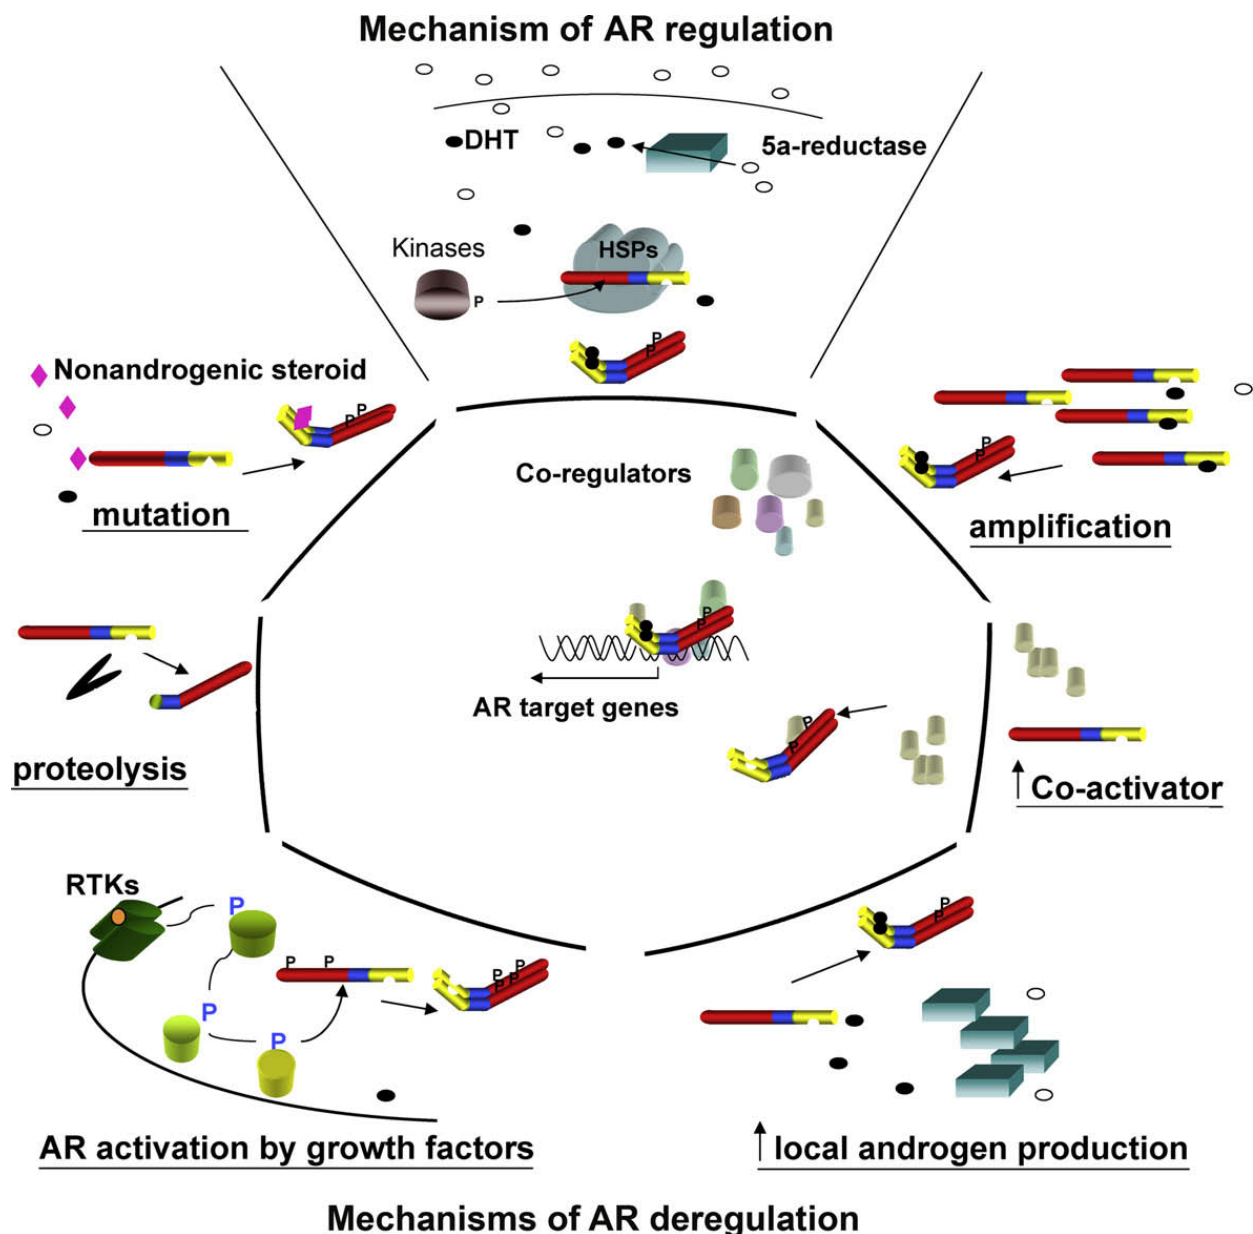 Mechanism of AR regulation
DHT
5a-reductase
Kinases
HSPs
P
P
P
Nonandrogenic steroid
P
P
mutation
P
P
amplification
Co-regulators
P
P
AR target genes
proteolysis
P
P
Co-activator
RTKs
P
P
P
P
P
P
P
P
P
P
P
AR activation by growth factors
local androgen production
Mechanisms of AR deregulation